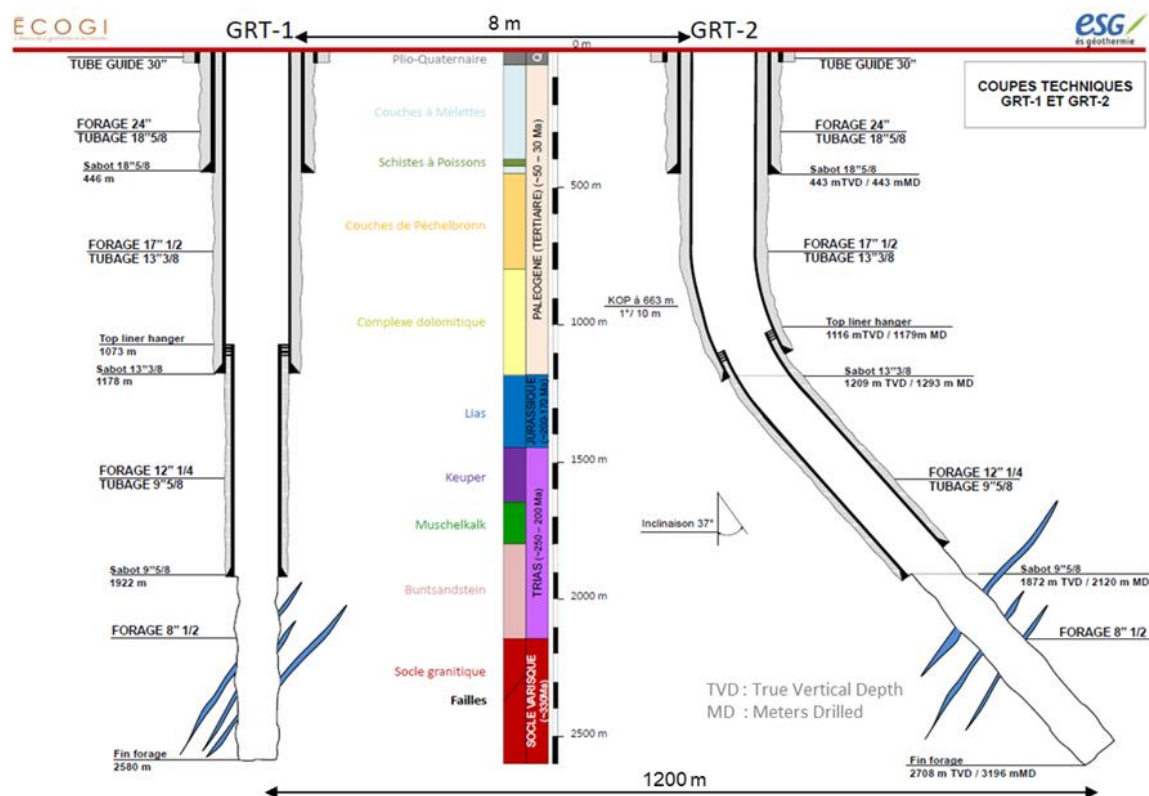 ECOGI
GRT-1
8 m
GRT-2
ésg
és géothermie
0 m
TUBE GUIDE 30"
Plio-Quaternaire
Q
TUBE GUIDE 30"
COUPES TECHNIQUES
GRT-1 ET GRT-2
Couches à Mélettes
FORAGE 24"
TUBAGE 18"5/8
FORAGE 24"
TUBAGE 18"5/8
Schistes à Poissons
Sabot 18"5/8
446 m
Sabot 18"5/8
443 mTVD / 443 mMD
500 m
PALEOGENE (TERTIAIRE) (~50 – 30 Ma)
Couches de Péchelbronn
FORAGE 17" 1/2
TUBAGE 13"3/8
FORAGE 17" 1/2
TUBAGE 13"3/8
KOP à 663 m
1°/ 10 m
Complexe dolomitique
1000 m
Top liner hanger
1073 m
Top liner hanger
1116 mTVD / 1179m MD
Sabot 13"3/8
1178 m
Sabot 13"3/8
1209 m TVD / 1293 m MD
Lias
JURASSIQUE
(~200-170 Ma)
1500 m
FORAGE 12" 1/4
TUBAGE 9"5/8
Keuper
FORAGE 12" 1/4
TUBAGE 9"5/8
Muschelkalk
TRIAS (~250 – 200 Ma)
Inclinaison 37°
Sabot 9"5/8
1922 m
Buntsandstein
Sabot 9"5/8
1872 m TVD / 2120 m MD
2000 m
FORAGE 8" 1/2
FORAGE 8" 1/2
Socle granitique
SOCLE VARISQUE
(~330Ma)
Failles
TVD : True Vertical Depth
MD : Meters Drilled
2500 m
Fin forage
2580 m
Fin forage
2708 m TVD / 3196 mMD
1200 m